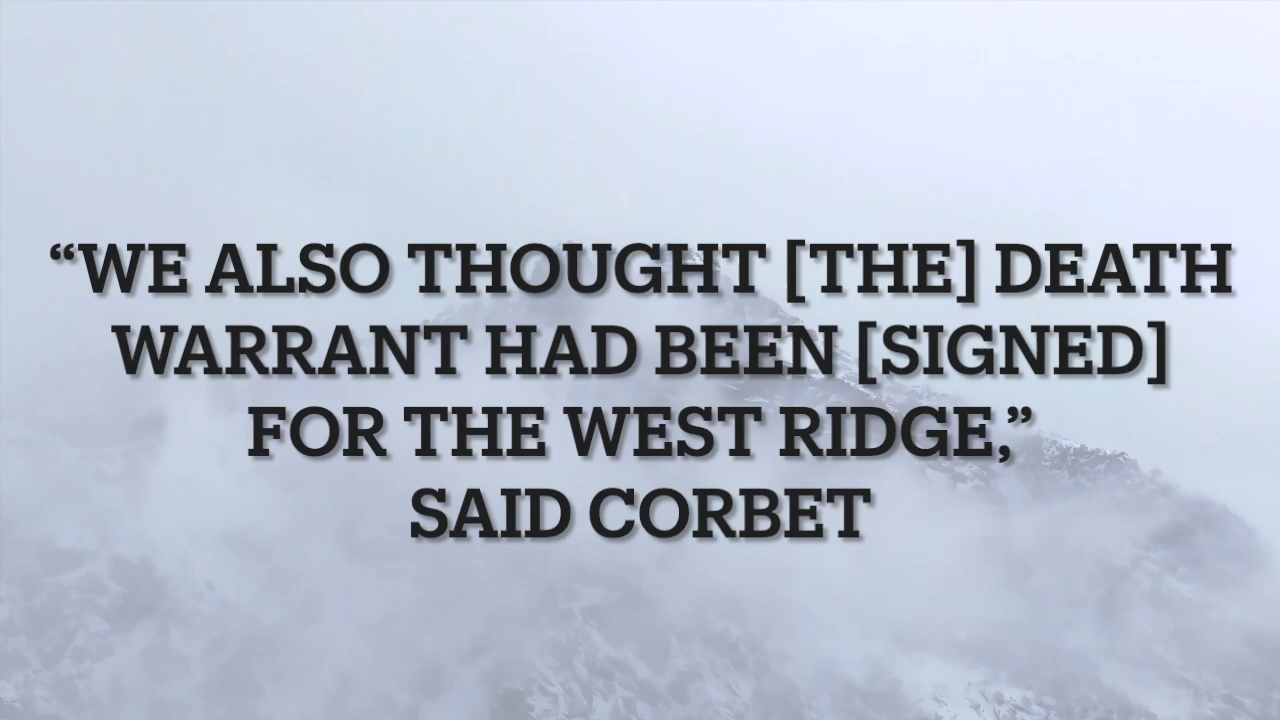 “WE ALSO THOUGHT [THE] DEATH
WARRANT HAD BEEN [SIGNED]
FOR THE WEST RIDGE,”
SAID CORBET